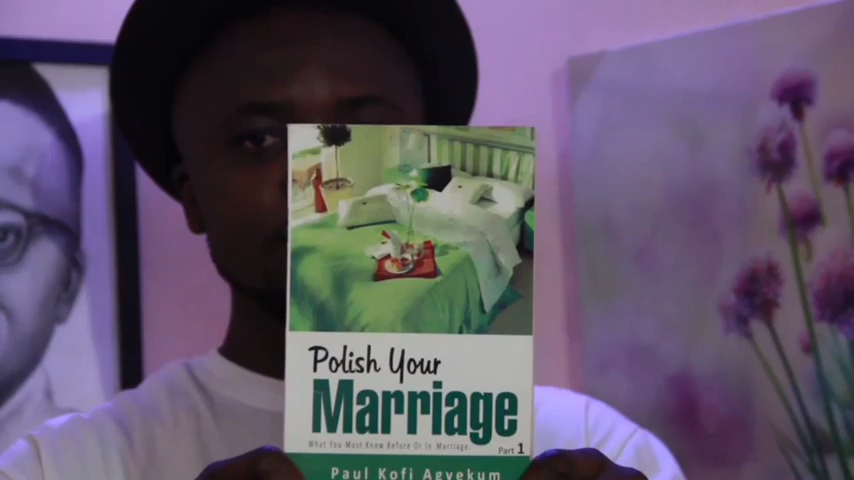 Polish Your
Marriage
What You Must Know Before Or In Marriage.
Part 1
Paul Kofi Agyekum